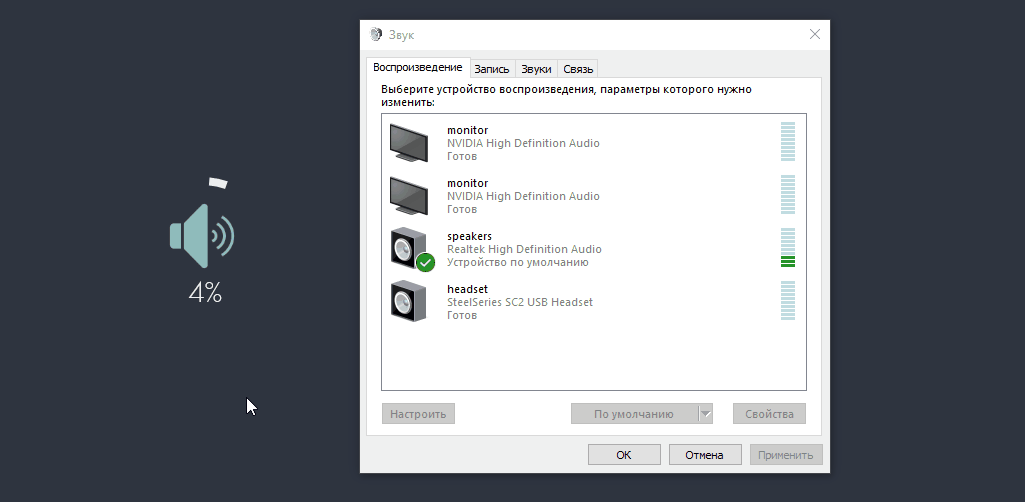 Звук
Воспроизведение Запись Звуки Связь
Выберите устройство воспроизведения, параметры которого нужно
изменить:
monitor
NVIDIA High Definition Audio
Готов
monitor
NVIDIA High Definition Audio
Готов
speakers
Realtek High Definition Audio
Устройство по умолчанию
headset
SteelSeries SC2 USB Headset
Готов
4%
Настроить По умолчанию Свойства
OK Отмена Применить